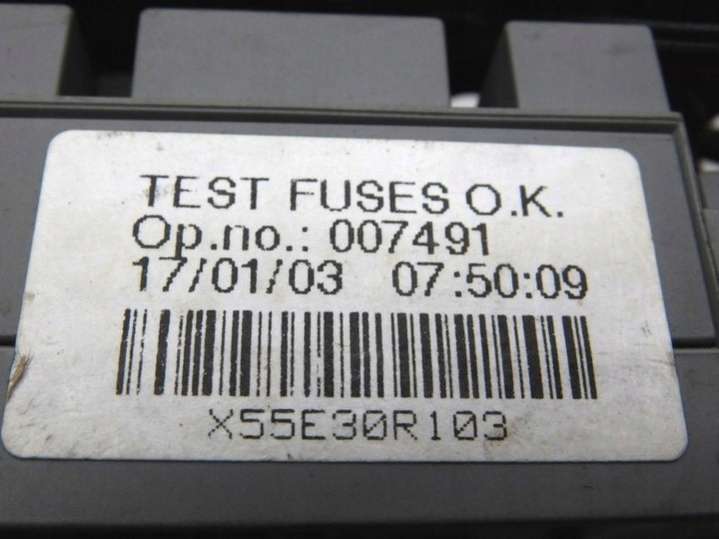 TEST FUSES O.K.
Op.no.: 007491
17/01/03 07:50:09
X55E30R103